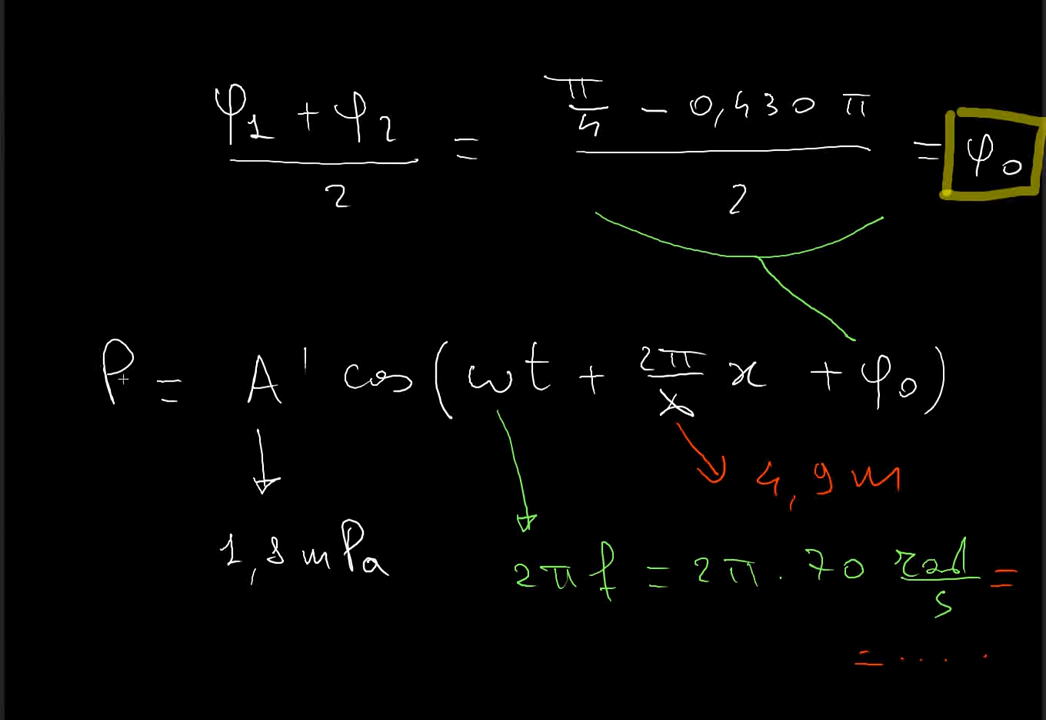 (φ1 + φ2)/2 = (π/4 − 0,430 π)/2 = φ0
P = A' cos(ωt + 2π/λ x + φ0)
4,9 m
1,8 mPa
2π f = 2π · 70 rad/s =
= . . . . .